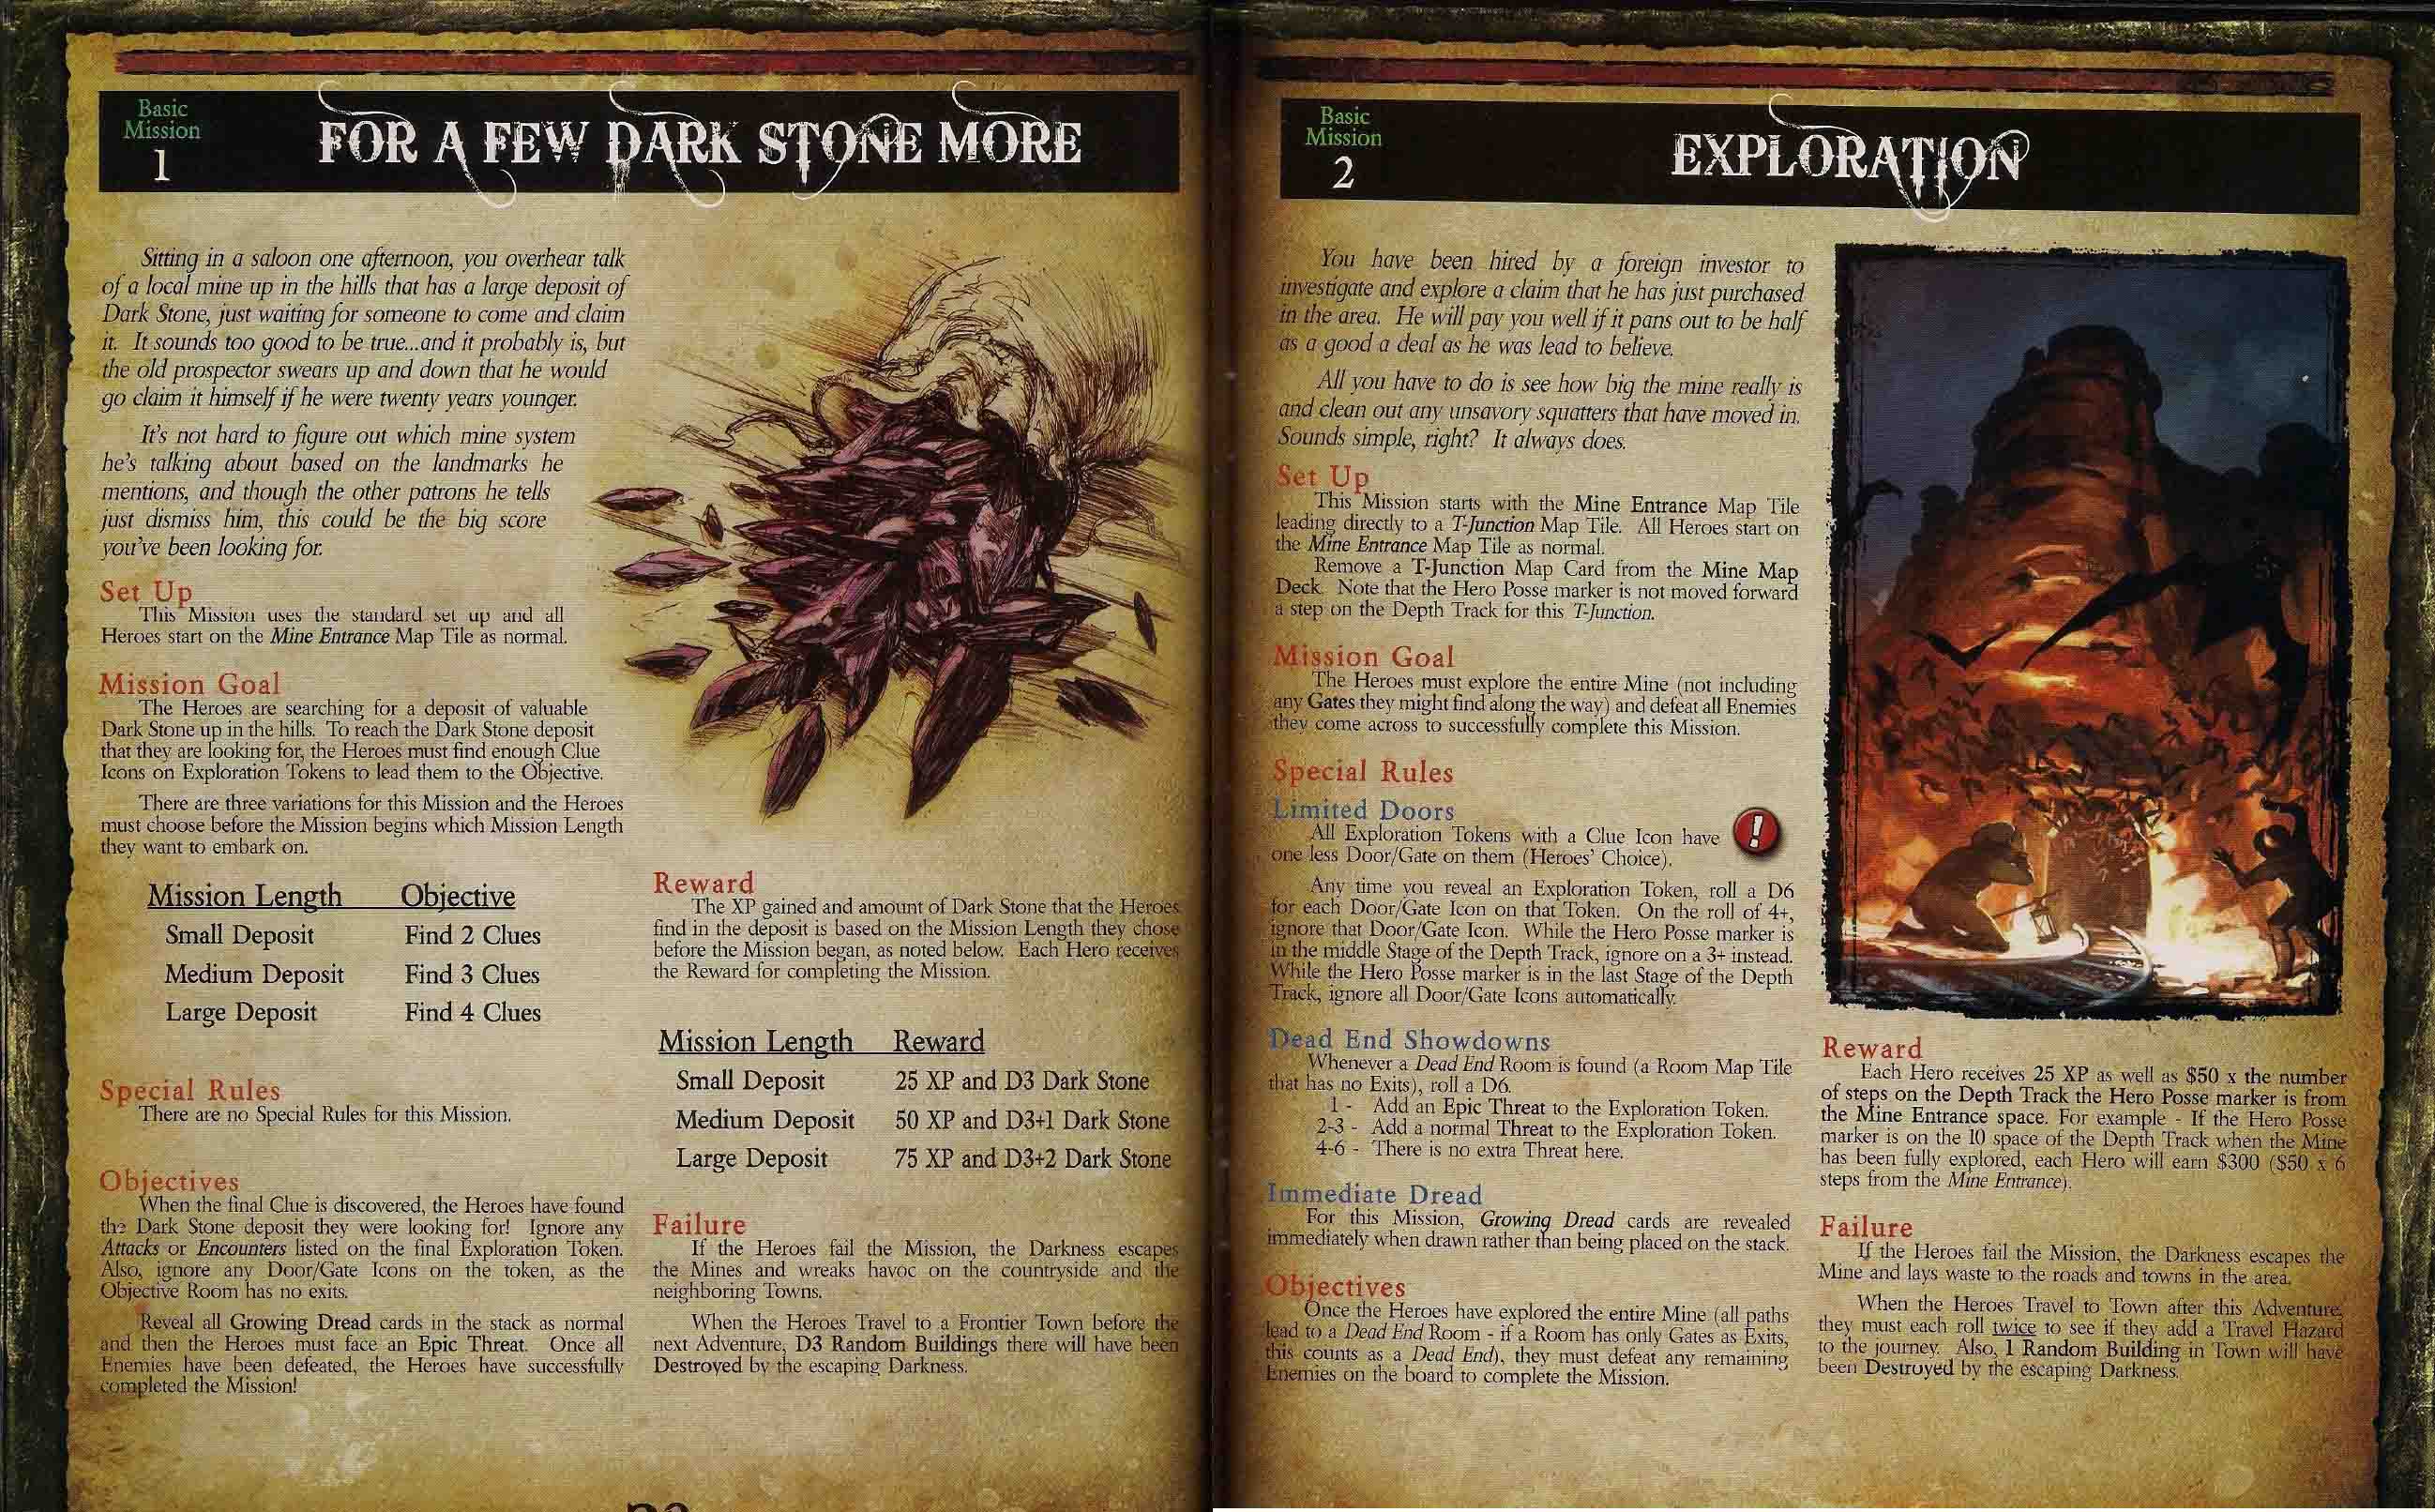 Basic
Mission
1
FOR A FEW DARK STONE MORE
Sitting in a saloon one afternoon, you overhear talk
of a local mine up in the hills that has a large deposit of
Dark Stone, just waiting for someone to come and claim
it. It sounds too good to be true...and it probably is, but
the old prospector swears up and down that he would
go claim it himself if he were twenty years younger.
It's not hard to figure out which mine system
he's talking about based on the landmarks he
mentions, and though the other patrons he tells
just dismiss him, this could be the big score
you've been looking for.
Set Up
This Mission uses the standard set up and all
Heroes start on the Mine Entrance Map Tile as normal.
Mission Goal
The Heroes are searching for a deposit of valuable
Dark Stone up in the hills. To reach the Dark Stone deposit
that they are looking for, the Heroes must find enough Clue
Icons on Exploration Tokens to lead them to the Objective.
There are three variations for this Mission and the Heroes
must choose before the Mission begins which Mission Length
they want to embark on.
Mission Length Objective
Small Deposit Find 2 Clues
Medium Deposit Find 3 Clues
Large Deposit Find 4 Clues
Special Rules
There are no Special Rules for this Mission.
Objectives
When the final Clue is discovered, the Heroes have found
the Dark Stone deposit they were looking for! Ignore any
Attacks or Encounters listed on the final Exploration Token.
Also, ignore any Door/Gate Icons on the token, as the
Objective Room has no exits.
Reveal all Growing Dread cards in the stack as normal
and then the Heroes must face an Epic Threat. Once all
Enemies have been defeated, the Heroes have successfully
completed the Mission!
Reward
The XP gained and amount of Dark Stone that the Heroes
find in the deposit is based on the Mission Length they chose
before the Mission began, as noted below. Each Hero receives
the Reward for completing the Mission.
Mission Length Reward
Small Deposit 25 XP and D3 Dark Stone
Medium Deposit 50 XP and D3+1 Dark Stone
Large Deposit 75 XP and D3+2 Dark Stone
Failure
If the Heroes fail the Mission, the Darkness escapes
the Mines and wreaks havoc on the countryside and the
neighboring Towns.
When the Heroes Travel to a Frontier Town before the
next Adventure, D3 Random Buildings there will have been
Destroyed by the escaping Darkness.
Basic
Mission
2
EXPLORATION
You have been hired by a foreign investor to
investigate and explore a claim that he has just purchased
in the area. He will pay you well if it pans out to be half
as a good a deal as he was lead to believe.
All you have to do is see how big the mine really is
and clean out any unsavory squatters that have moved in.
Sounds simple, right? It always does.
Set Up
This Mission starts with the Mine Entrance Map Tile
leading directly to a T-Junction Map Tile. All Heroes start on
the Mine Entrance Map Tile as normal.
Remove a T-Junction Map Card from the Mine Map
Deck. Note that the Hero Posse marker is not moved forward
a step on the Depth Track for this T-Junction.
Mission Goal
The Heroes must explore the entire Mine (not including
any Gates they might find along the way) and defeat all Enemies
they come across to successfully complete this Mission.
Special Rules
Limited Doors
All Exploration Tokens with a Clue Icon have
one less Door/Gate on them (Heroes' Choice).
!
Any time you reveal an Exploration Token, roll a D6
for each Door/Gate Icon on that Token. On the roll of 4+,
ignore that Door/Gate Icon. While the Hero Posse marker is
in the middle Stage of the Depth Track, ignore on a 3+ instead.
While the Hero Posse marker is in the last Stage of the Depth
Track, ignore all Door/Gate Icons automatically.
Dead End Showdowns
Whenever a Dead End Room is found (a Room Map Tile
that has no Exits), roll a D6.
1 - Add an Epic Threat to the Exploration Token.
2-3 - Add a normal Threat to the Exploration Token.
4-6 - There is no extra Threat here.
Immediate Dread
For this Mission, Growing Dread cards are revealed
immediately when drawn rather than being placed on the stack.
Objectives
Once the Heroes have explored the entire Mine (all paths
lead to a Dead End Room - if a Room has only Gates as Exits,
this counts as a Dead End), they must defeat any remaining
Enemies on the board to complete the Mission.
Reward
Each Hero receives 25 XP as well as $50 x the number
of steps on the Depth Track the Hero Posse marker is from
the Mine Entrance space. For example - If the Hero Posse
marker is on the 10 space of the Depth Track when the Mine
has been fully explored, each Hero will earn $300 ($50 x 6
steps from the Mine Entrance).
Failure
If the Heroes fail the Mission, the Darkness escapes the
Mine and lays waste to the roads and towns in the area.
When the Heroes Travel to Town after this Adventure,
they must each roll twice to see if they add a Travel Hazard
to the journey. Also, 1 Random Building in Town will have
been Destroyed by the escaping Darkness.